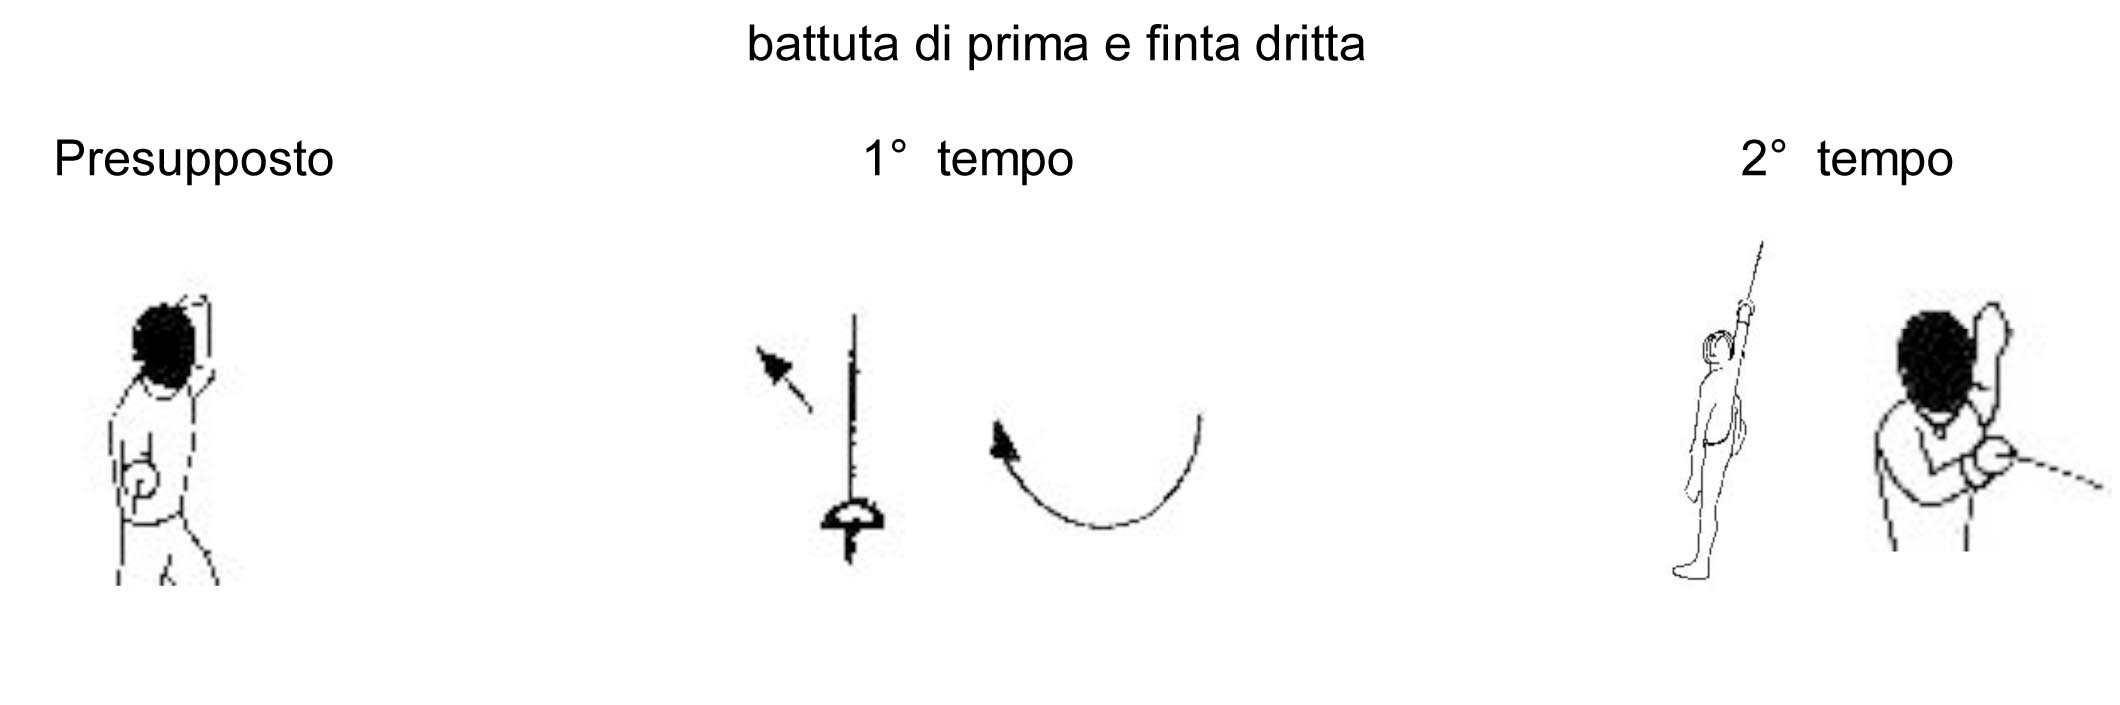 battuta di prima e finta dritta
Presupposto
1° tempo
2° tempo